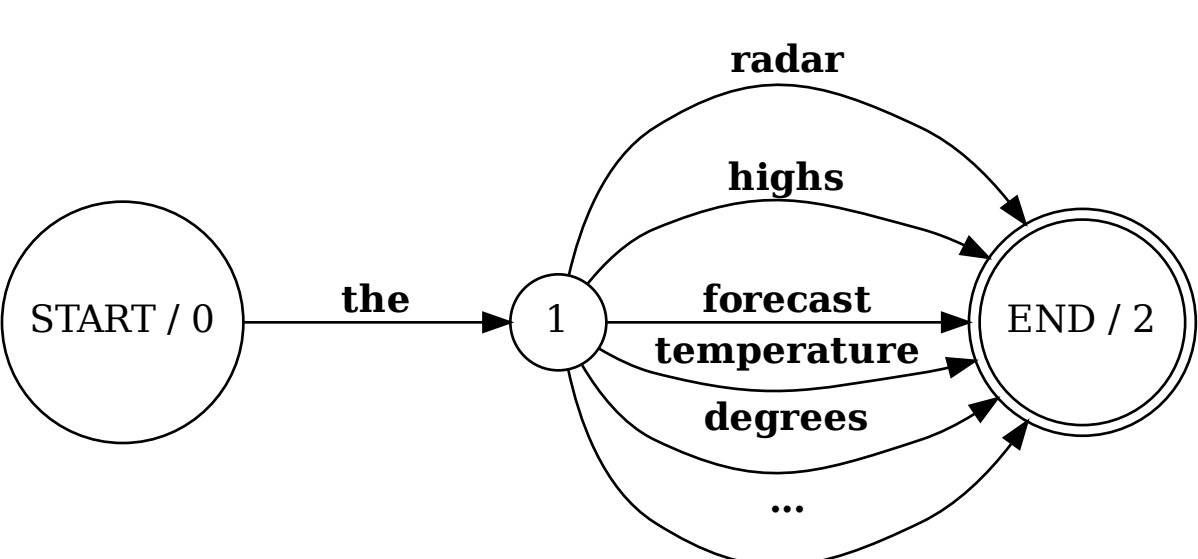 radar
highs
START / 0
the
1
forecast
END / 2
temperature
degrees
...